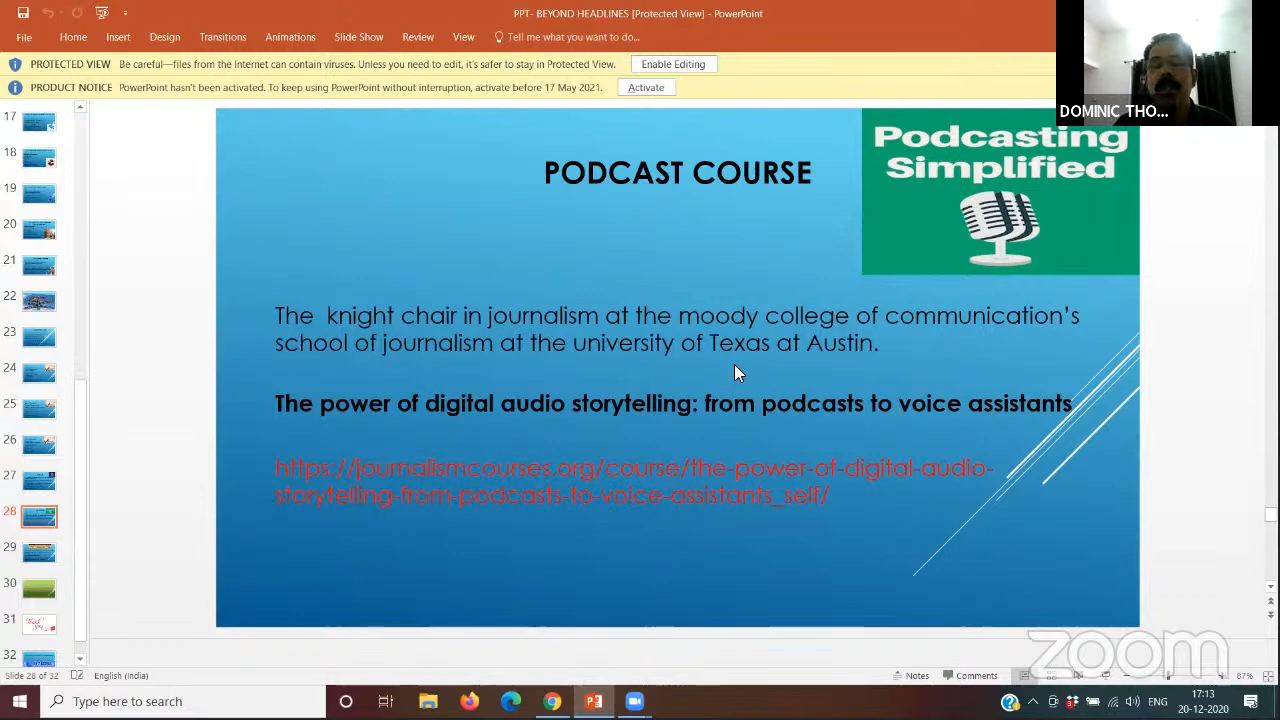 PPT- BEYOND HEADLINES [Protected View] - PowerPoint
File Home Insert Design Transitions Animations Slide Show Review View Tell me what you want to do...
PROTECTED VIEW Be careful—files from the Internet can contain viruses. Unless you need to edit, it's safer to stay in Protected View. Enable Editing
PRODUCT NOTICE PowerPoint hasn't been activated. To keep using PowerPoint without interruption, activate before 17 May 2021. Activate
DOMINIC THO...
17
18
19
20
21
22
23
24
25
26
27
28
29
30
31
32
Podcasting
Simplified
PODCAST COURSE
The knight chair in journalism at the moody college of communication’s
school of journalism at the university of Texas at Austin.
The power of digital audio storytelling: from podcasts to voice assistants
https://journalismcourses.org/course/the-power-of-digital-audio-
storytelling-from-podcasts-to-voice-assistants_self/
zoom
Slide 28 of 32 English (India) Notes Comments 87%
Type here to search ENG 17:13
20-12-2020